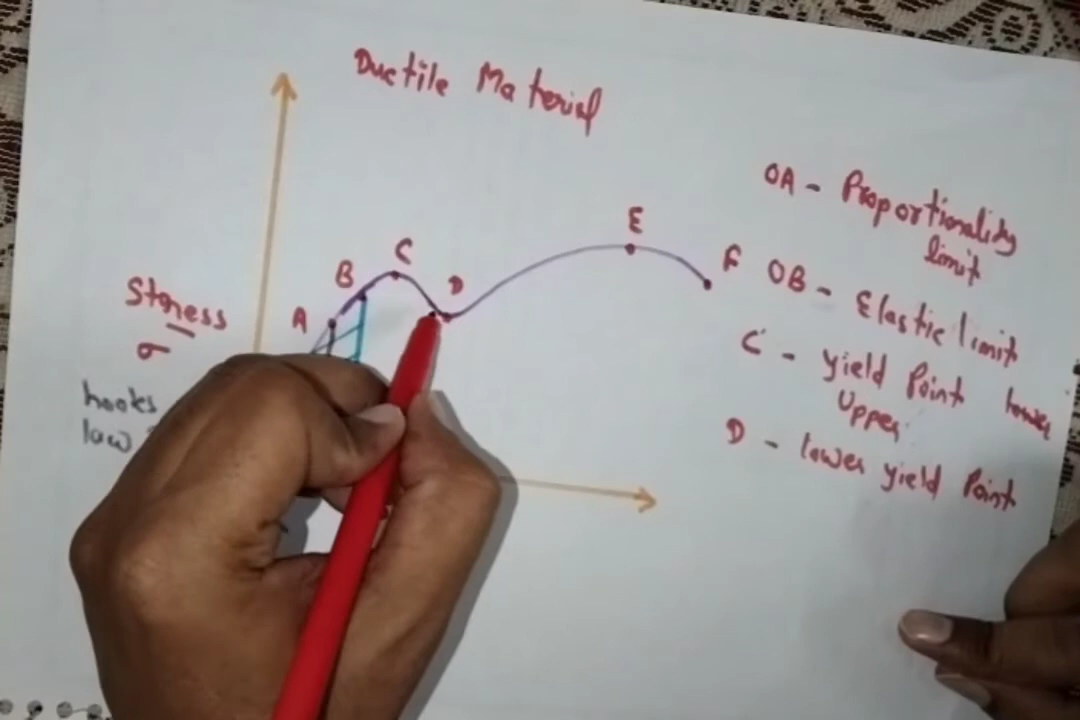 Ductile Material
E
C
F
B
D
A
Stress
σ
hooks
law
OA - Proportionality
limit
OB - Elastic limit
C - yield Point lower
Upper
D - lower yield Point